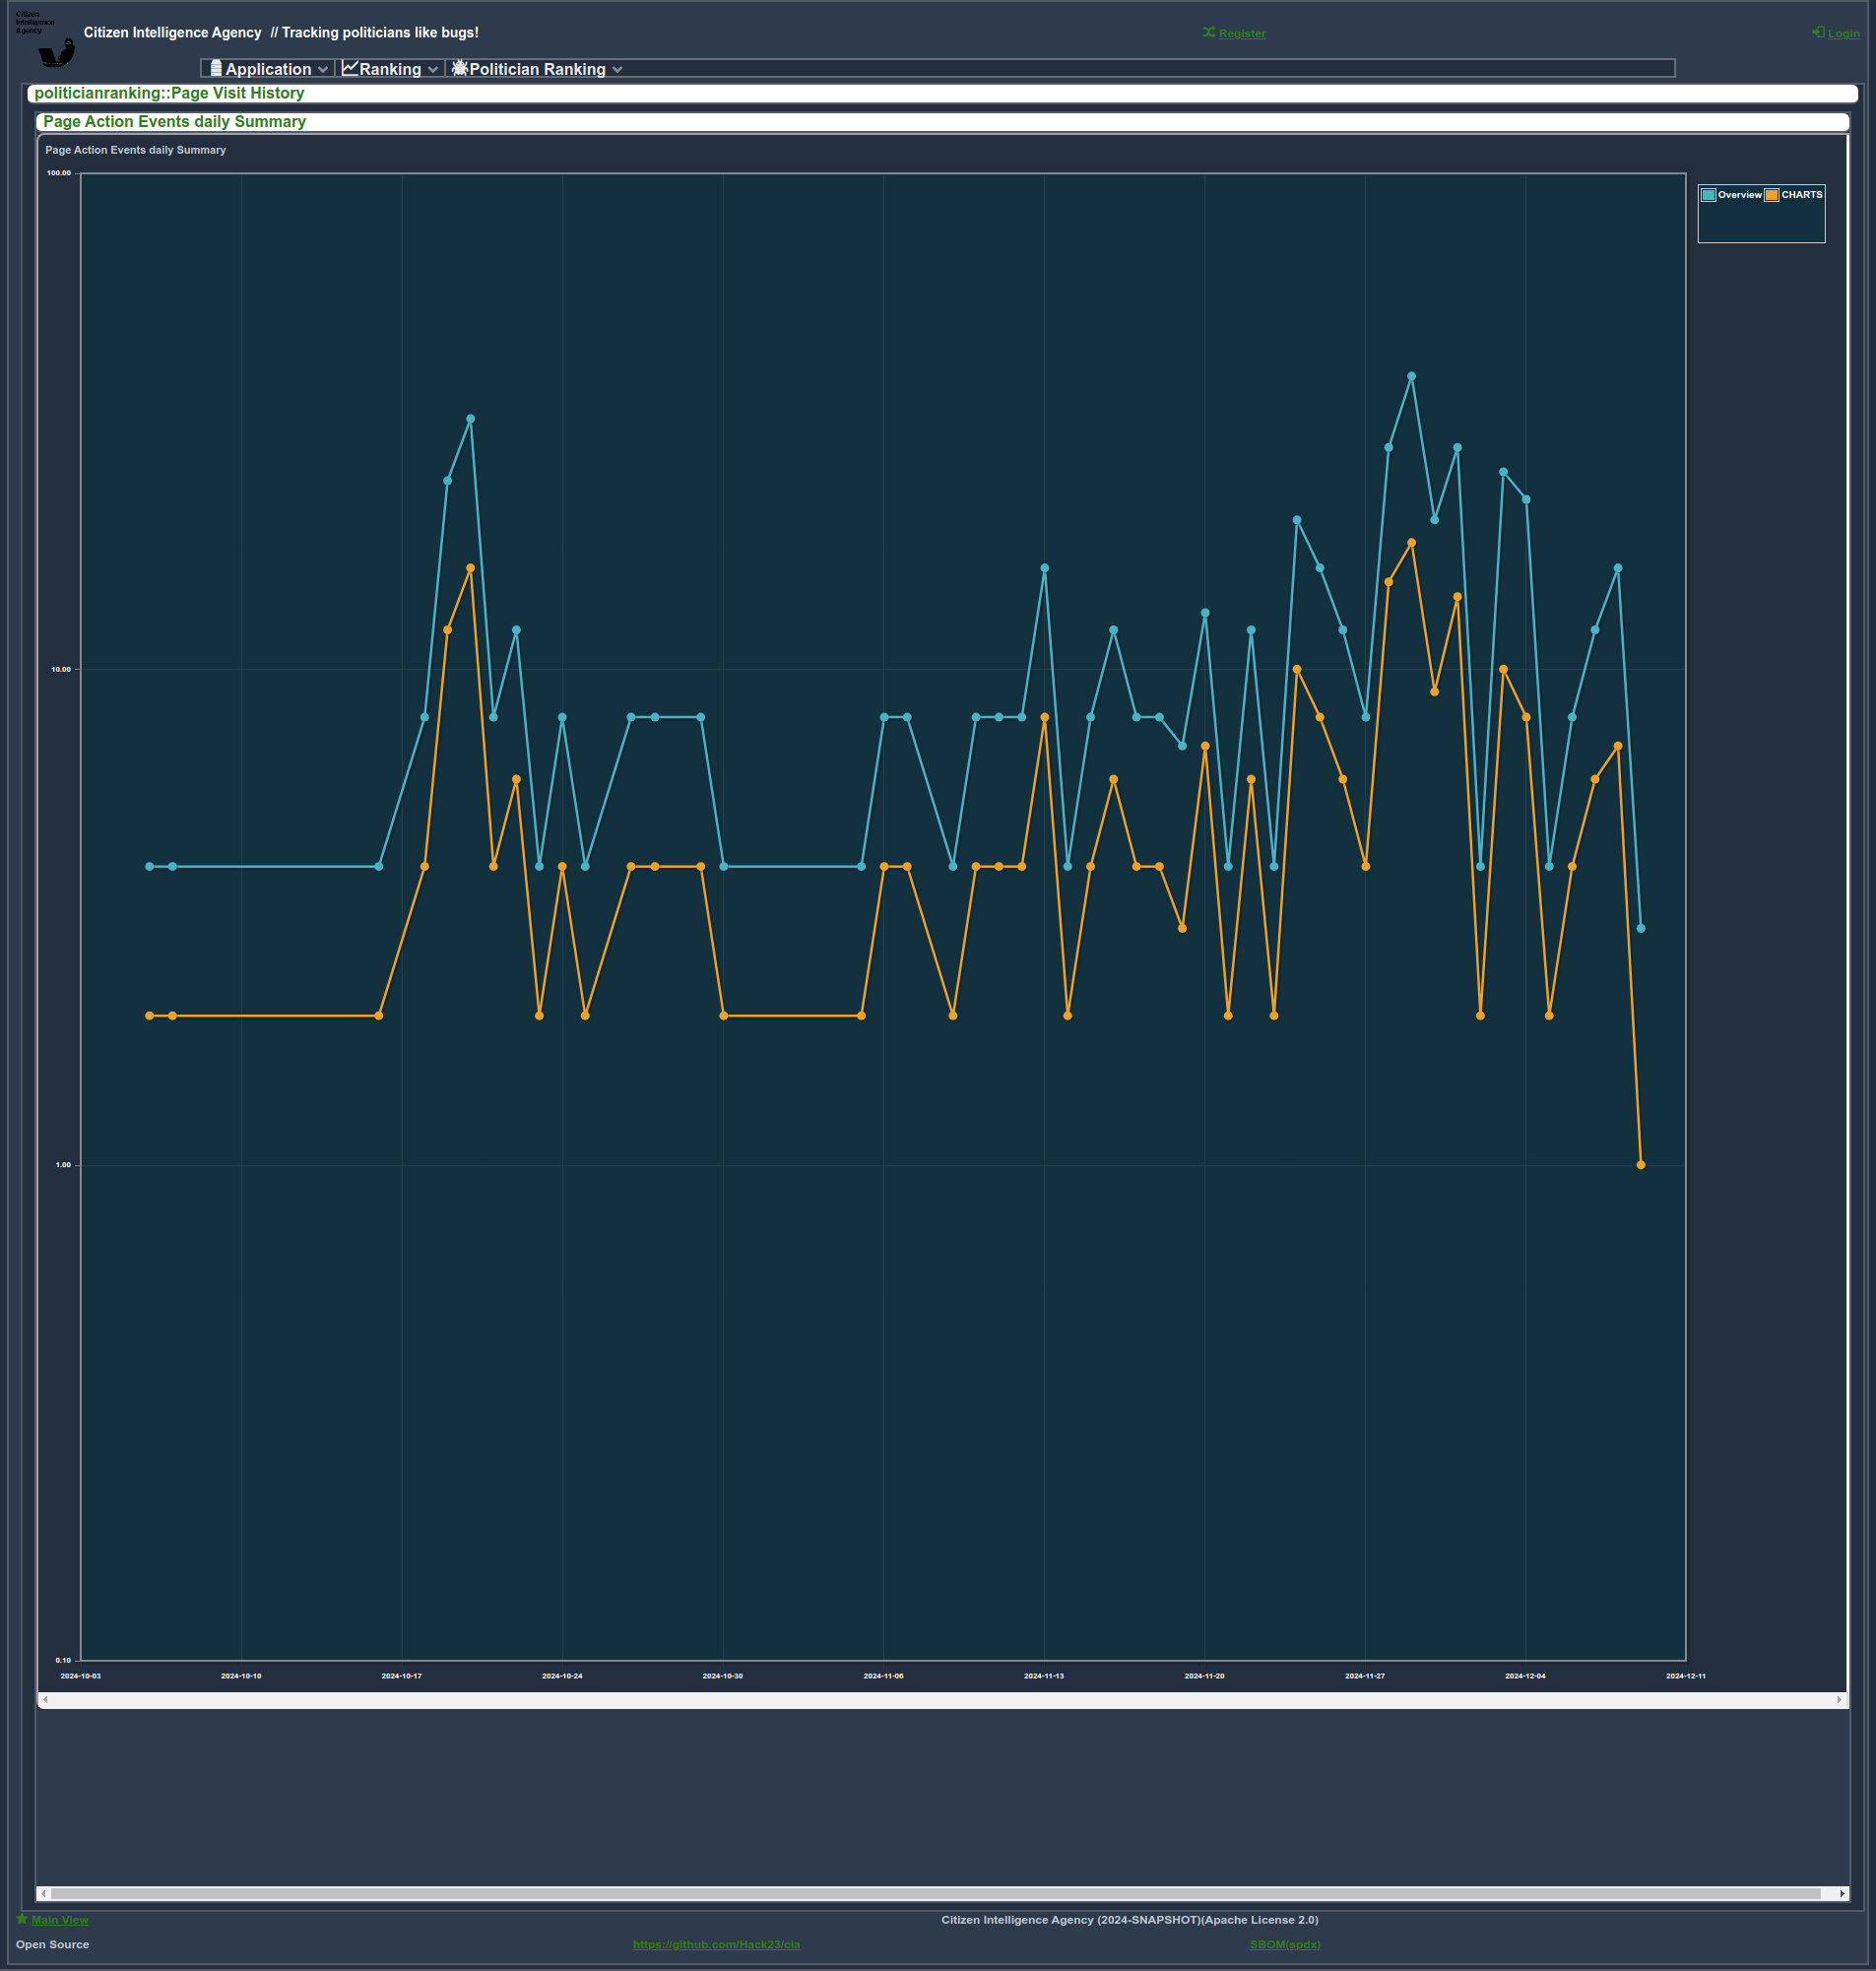 Citizen
Intelligence
Agency
Citizen Intelligence Agency // Tracking politicians like bugs!
Register
Login
Application
Ranking
Politician Ranking
politicianranking::Page Visit History
Page Action Events daily Summary
Page Action Events daily Summary
100.00
Overview CHARTS
10.00
1.00
0.10
2024-10-03 2024-10-10 2024-10-17 2024-10-24 2024-10-30 2024-11-06 2024-11-13 2024-11-20 2024-11-27 2024-12-04 2024-12-11
Main View
Citizen Intelligence Agency (2024-SNAPSHOT)(Apache License 2.0)
Open Source
https://github.com/Hack23/cia
SBOM(spdx)